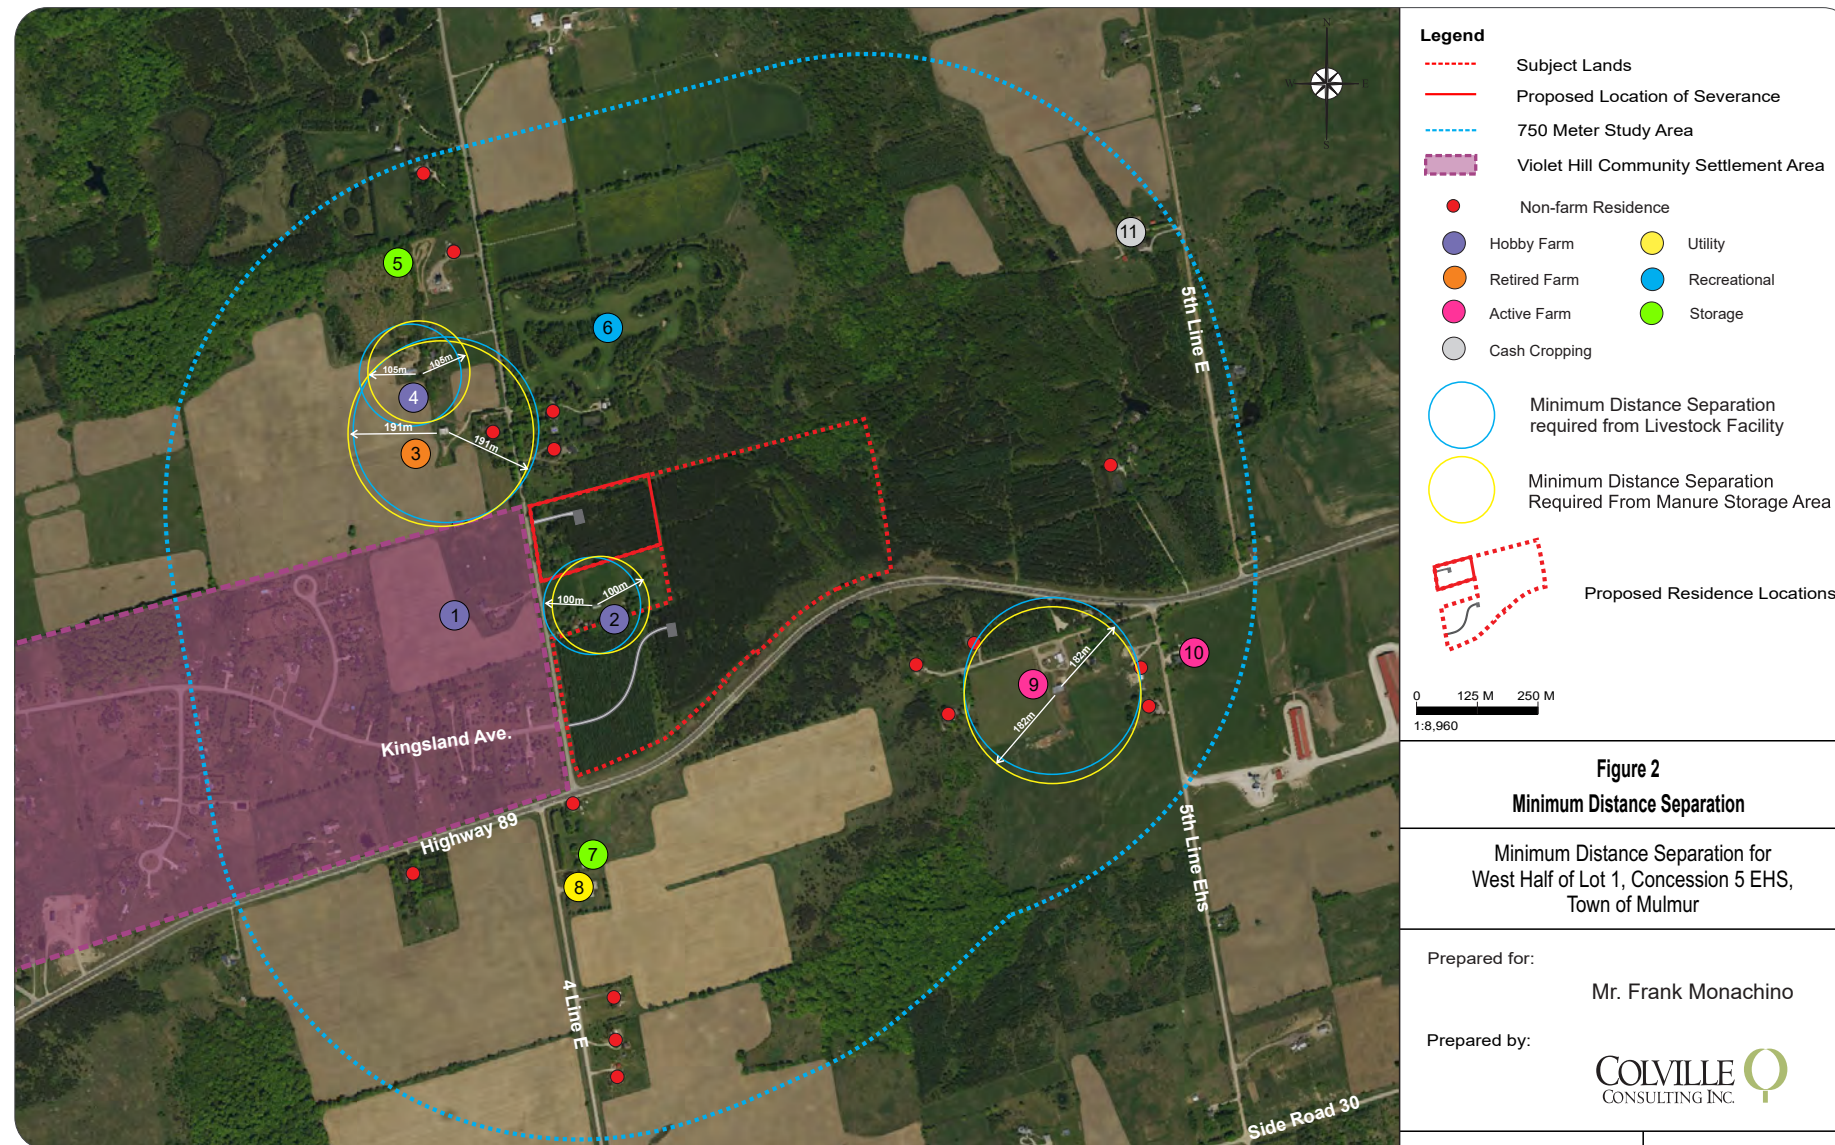 N
W
E
S
5
6
11
5th Line E
105m
105m
4
191m
191m
3
1
100m
100m
2
9
182m
182m
10
Kingsland Ave.
Highway 89
7
8
5th Line Ehs
4 Line E
Side Road 30
Legend
Subject Lands
Proposed Location of Severance
750 Meter Study Area
Violet Hill Community Settlement Area
Non-farm Residence
Hobby Farm
Utility
Retired Farm
Recreational
Active Farm
Storage
Cash Cropping
Minimum Distance Separation
required from Livestock Facility
Minimum Distance Separation
Required From Manure Storage Area
Proposed Residence Locations
0 125 M 250 M
1:8,960
Figure 2
Minimum Distance Separation
Minimum Distance Separation for
West Half of Lot 1, Concession 5 EHS,
Town of Mulmur
Prepared for:
Mr. Frank Monachino
Prepared by:
COLVILLE
CONSULTING INC.